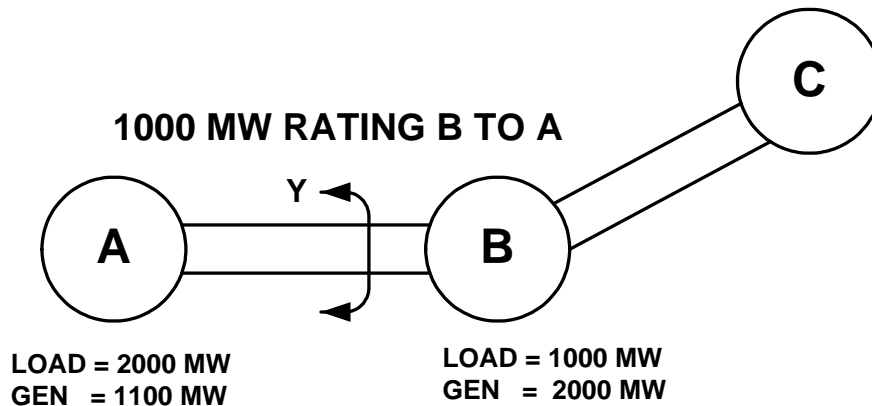 C
1000 MW RATING B TO A
Y
A
B
LOAD = 2000 MW
GEN = 1100 MW
LOAD = 1000 MW
GEN = 2000 MW